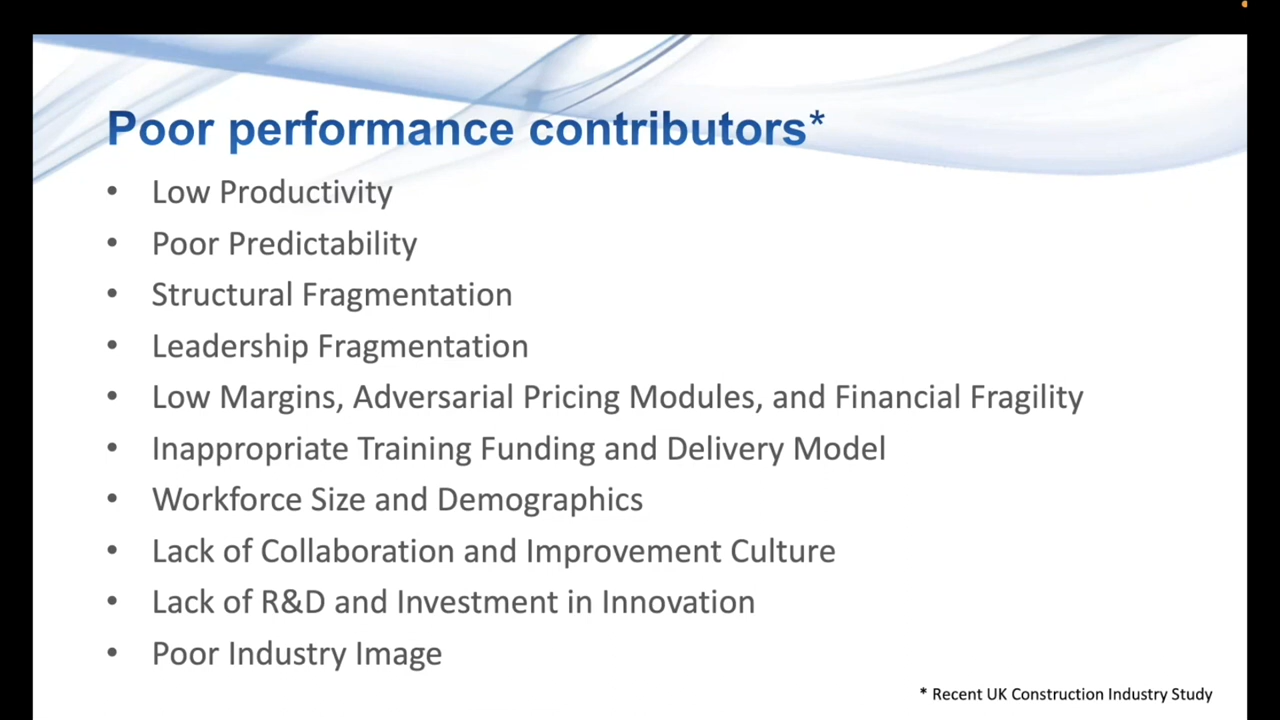 Poor performance contributors*
• Low Productivity
• Poor Predictability
• Structural Fragmentation
• Leadership Fragmentation
• Low Margins, Adversarial Pricing Modules, and Financial Fragility
• Inappropriate Training Funding and Delivery Model
• Workforce Size and Demographics
• Lack of Collaboration and Improvement Culture
• Lack of R&D and Investment in Innovation
• Poor Industry Image
* Recent UK Construction Industry Study